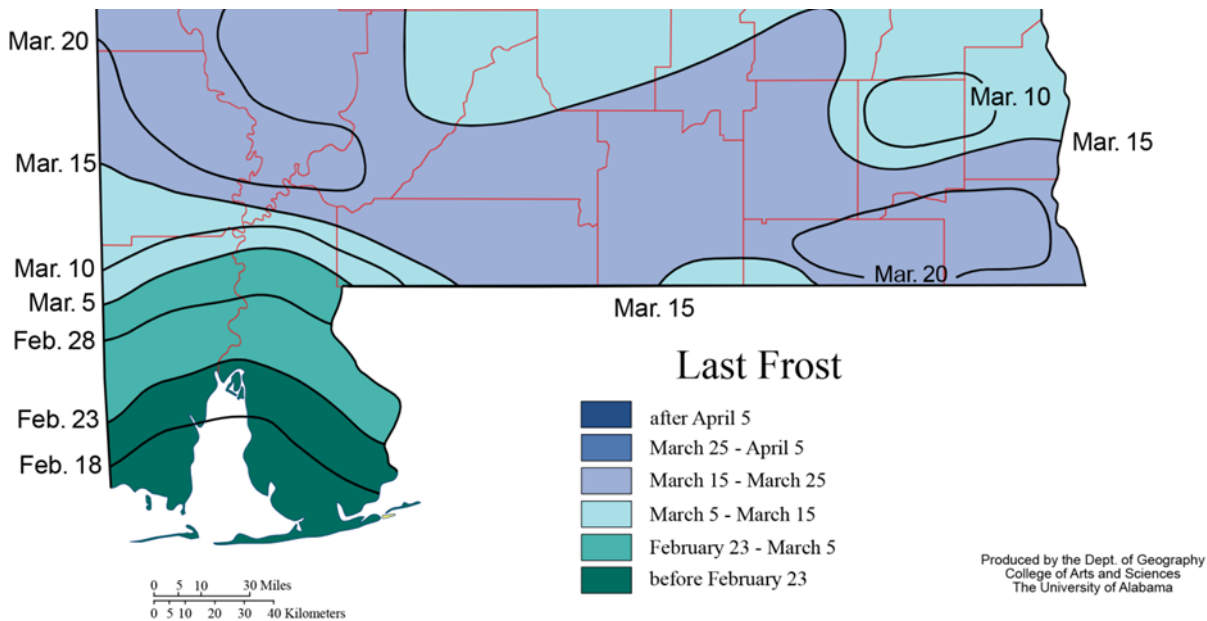 Mar. 20
Mar. 10
Mar. 15
Mar. 15
Mar. 10
Mar. 20
Mar. 5
Mar. 15
Feb. 28
Last Frost
after April 5
Feb. 23
March 25 - April 5
Feb. 18
March 15 - March 25
March 5 - March 15
February 23 - March 5
before February 23
Produced by the Dept. of Geography
College of Arts and Sciences
The University of Alabama
0 5 10 30 Miles
0 5 10 20 30 40 Kilometers